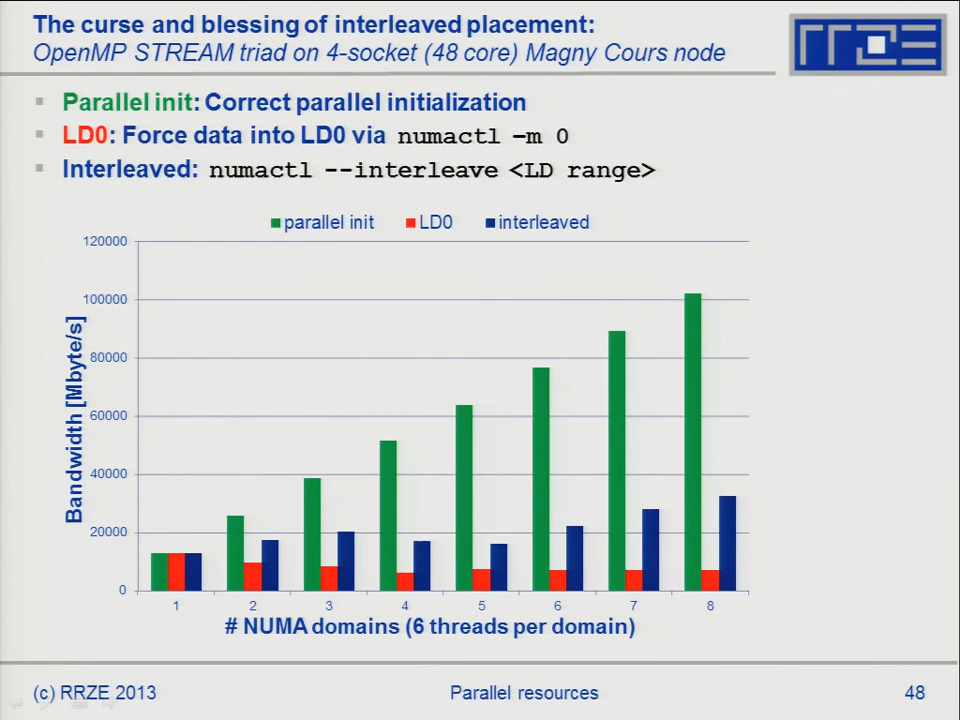 The curse and blessing of interleaved placement:
OpenMP STREAM triad on 4-socket (48 core) Magny Cours node
RRZE
Parallel init: Correct parallel initialization
LD0: Force data into LD0 via numactl –m 0
Interleaved: numactl --interleave <LD range>
parallel init LD0 interleaved
120000
100000
80000
60000
40000
20000
0
Bandwidth [Mbyte/s]
1 2 3 4 5 6 7 8
# NUMA domains (6 threads per domain)
(c) RRZE 2013 Parallel resources 48